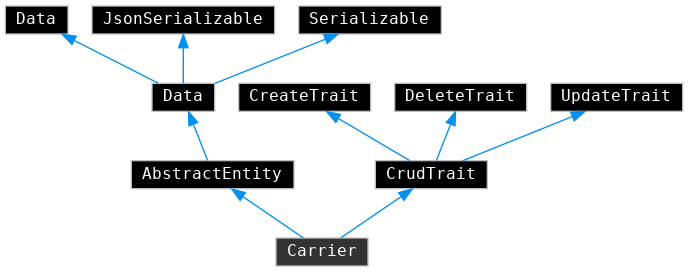 Data
JsonSerializable
Serializable
Data
CreateTrait
DeleteTrait
UpdateTrait
AbstractEntity
CrudTrait
Carrier